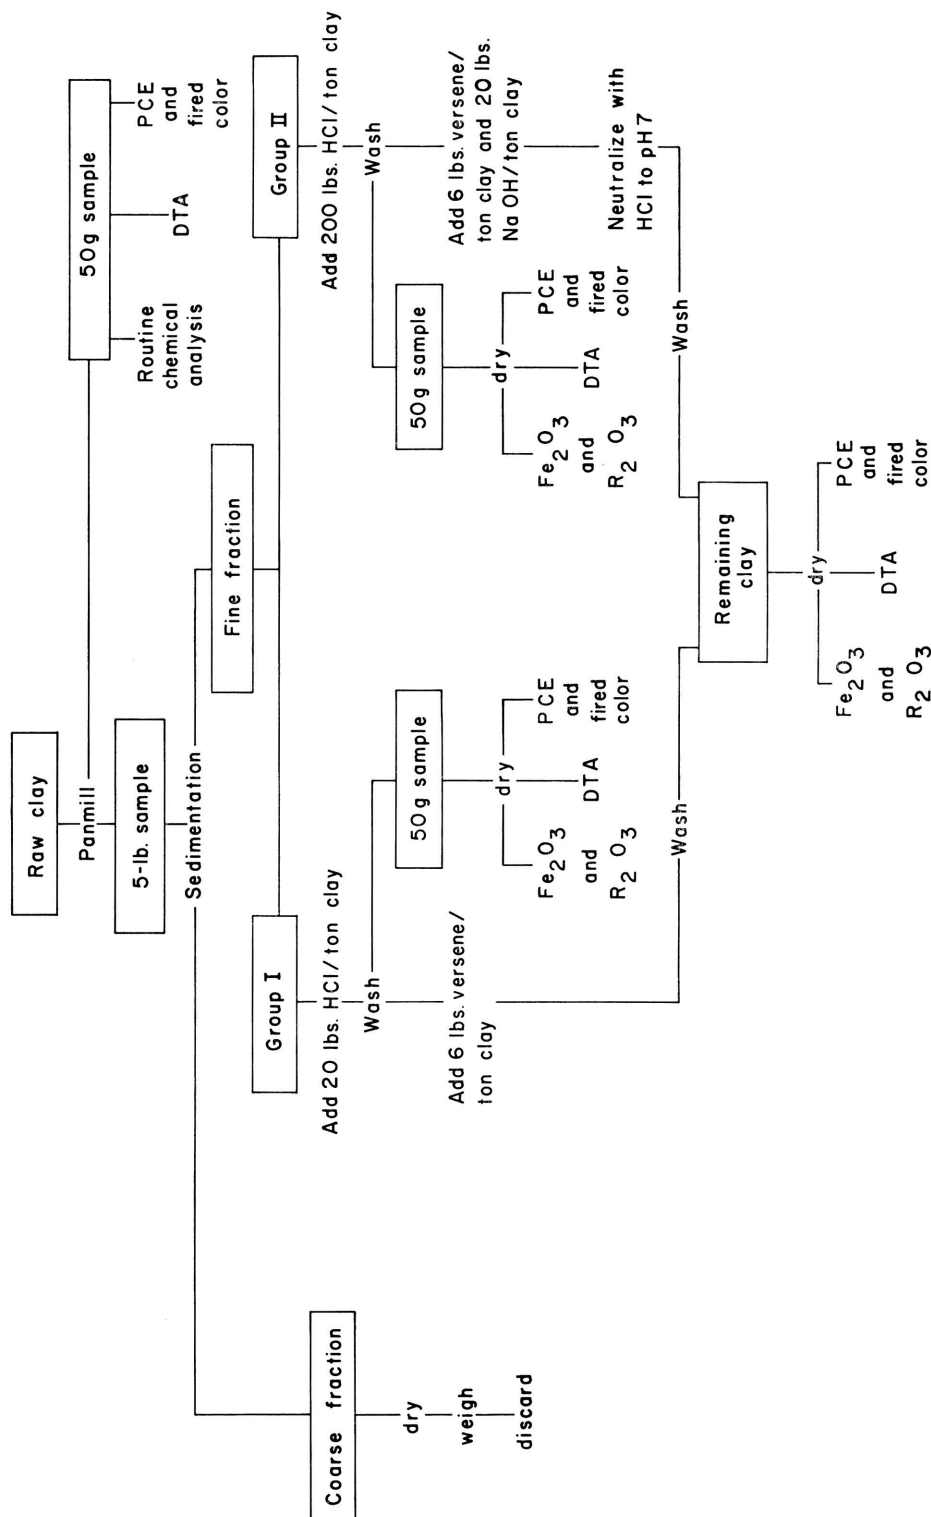 Raw clay
Panmill
50g sample
Routine
chemical
analysis
DTA
PCE
and
fired
color
5-lb. sample
Sedimentation
Coarse fraction
dry
weigh
discard
Fine fraction
Group I
Add 20 lbs. HCl/ton clay
Wash
50g sample
dry
Fe2O3
and
R2O3
DTA
PCE
and
fired
color
Add 6 lbs. versene/
ton clay
Wash
Group II
Add 200 lbs. HCl/ton clay
Wash
50g sample
dry
Fe2O3
and
R2O3
DTA
PCE
and
fired
color
Add 6 lbs. versene/
ton clay and 20 lbs.
Na OH/ton clay
Neutralize with
HCl to pH7
Wash
Remaining
clay
dry
Fe2O3
and
R2O3
DTA
PCE
and
fired
color